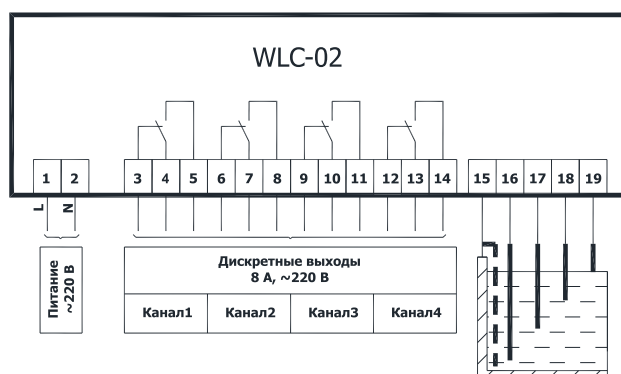 WLC-02
1 2 3 4 5 6 7 8 9 10 11 12 13 14 15 16 17 18 19
L N
Питание
~220 В
Дискретные выходы
8 А, ~220 В
Канал1 Канал2 Канал3 Канал4